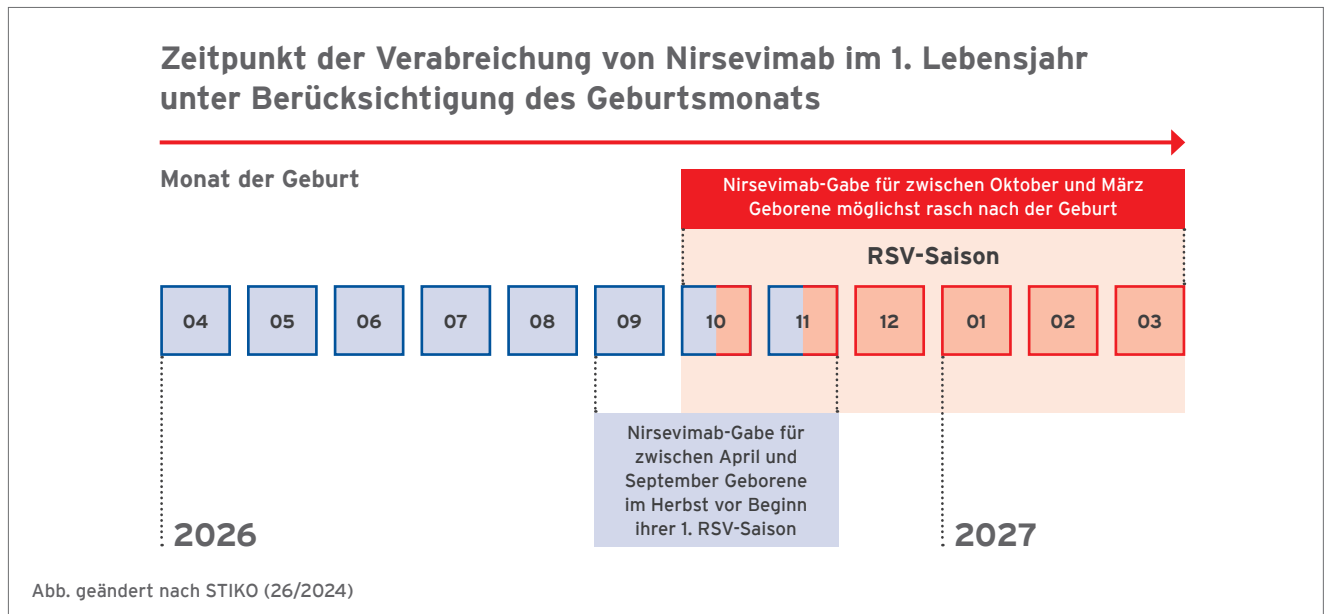 Zeitpunkt der Verabreichung von Nirsevimab im 1. Lebensjahr
unter Berücksichtigung des Geburtsmonats
Monat der Geburt
Nirsevimab-Gabe für zwischen Oktober und März
Geborene möglichst rasch nach der Geburt
RSV-Saison
04 05 06 07 08 09 10 11 12 01 02 03
Nirsevimab-Gabe für
zwischen April und
September Geborene
im Herbst vor Beginn
ihrer 1. RSV-Saison
2026 2027
Abb. geändert nach STIKO (26/2024)